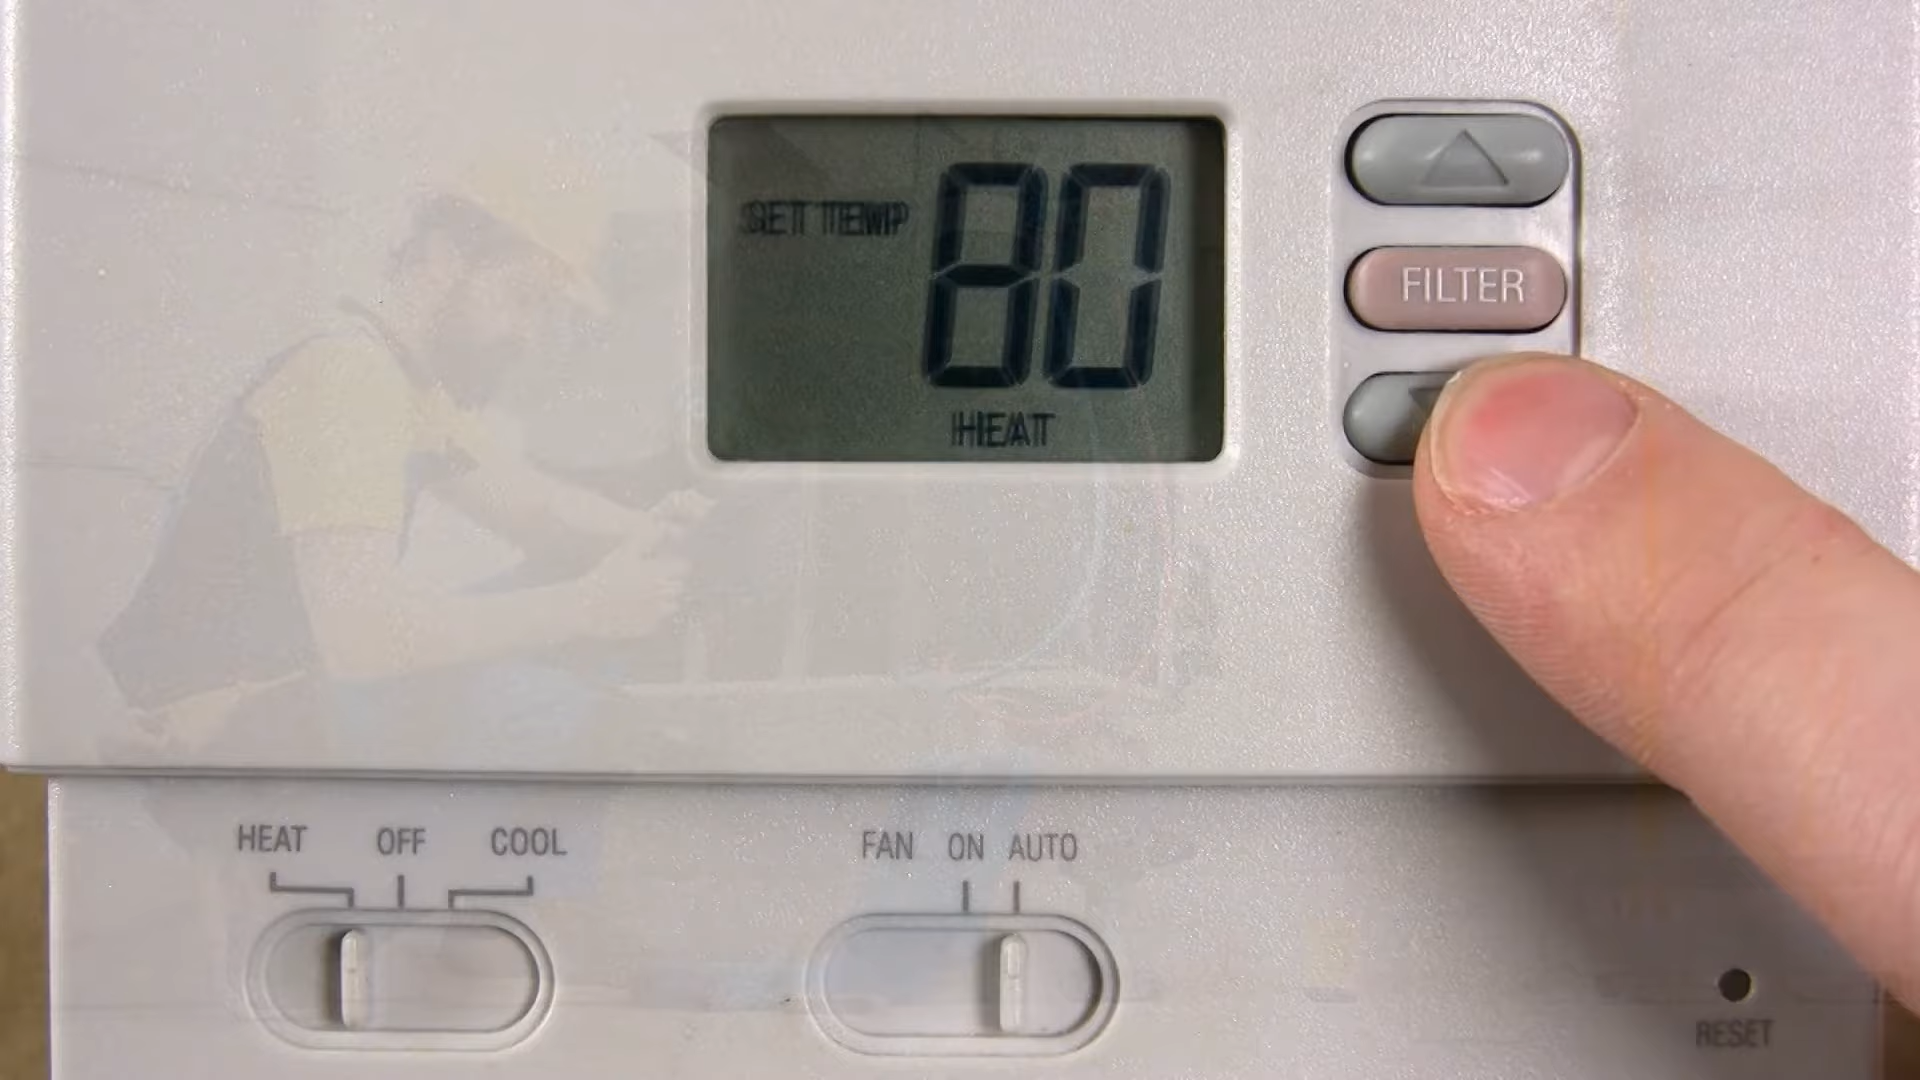 SET TEMP 80
HEAT
FILTER
HEAT OFF COOL
FAN ON AUTO
RESET